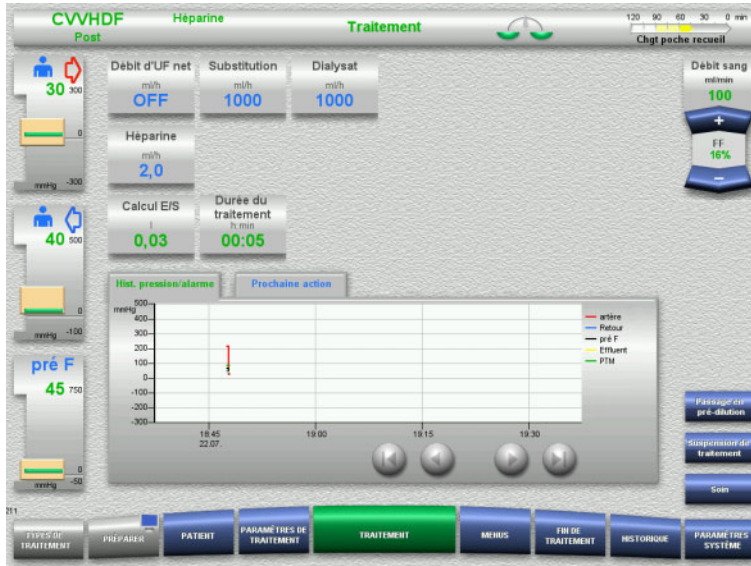 CVVHDF
Post
Héparine
Traitement
120 90 60 30 0 min
Chgt poche recueil
30 300
0
mmHg -300
40 500
0
mmHg -100
pré F
45 750
0
mmHg -50
Débit d'UF net
ml/h
OFF
Substitution
ml/h
1000
Dialysat
ml/h
1000
Héparine
ml/h
2,0
Calcul E/S
l
0,03
Durée du
traitement
h:min
00:05
Débit sang
ml/min
100
+
FF
16%
−
Hist. pression/alarme
Prochaine action
mmHg
500
400
300
200
100
0
-100
-200
-300
18:45
22.07.
19:00
19:15
19:30
artère
Retour
pré F
Effluent
PTM
Passage en
pré-dilution
Suspension de
traitement
Soin
211
TYPES DE
TRAITEMENT
PRÉPARER
PATIENT
PARAMÈTRES DE
TRAITEMENT
TRAITEMENT
MENUS
FIN DE
TRAITEMENT
HISTORIQUE
PARAMÈTRES
SYSTÈME